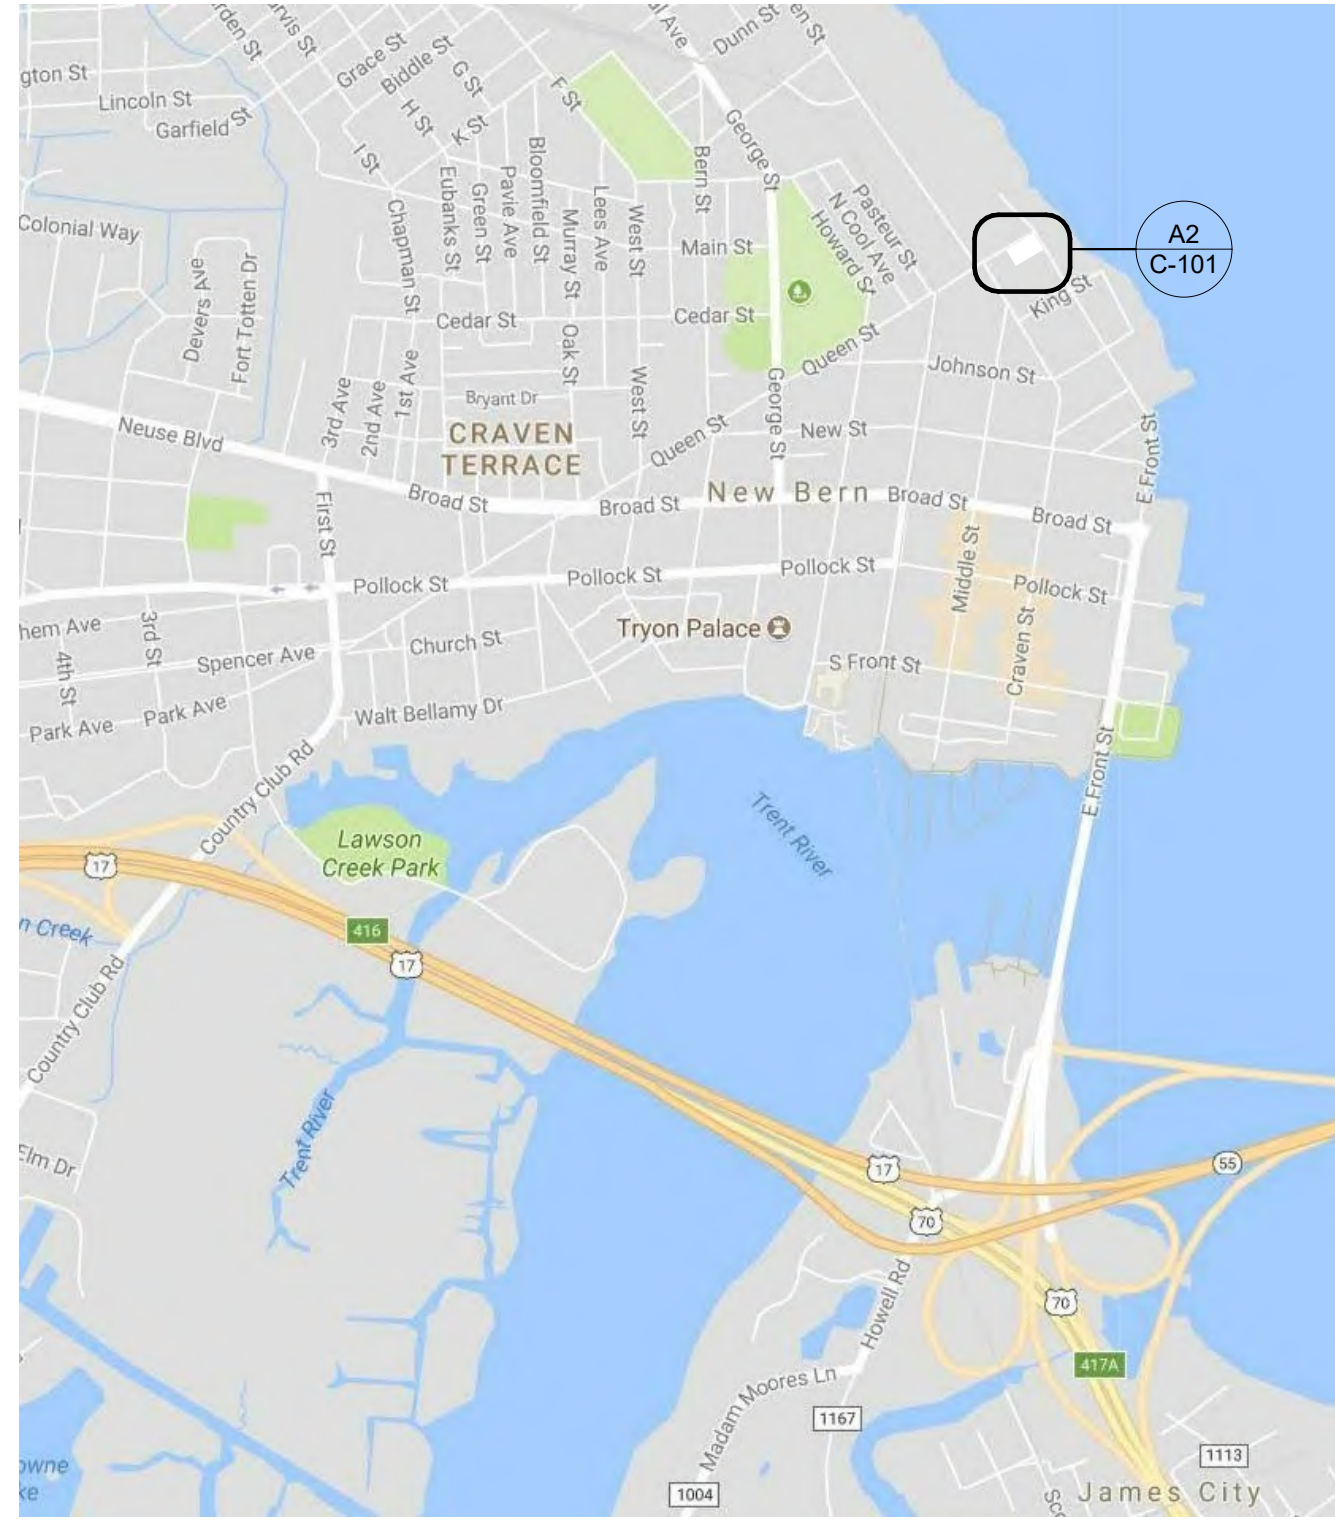 Dunn St
Grace St
Biddle St
G St
F St
gton St
Lincoln St
Garfield St
H St
K St
I St
George St
Bern St
Eubanks St
Green St
Pavie Ave
Bloomfield St
Murray St
Lees Ave
West St
Chapman St
Pasteur St
N Cool Ave
Howard St
Colonial Way
Main St
A2
C-101
Devers Ave
Fort Totten Dr
King St
Cedar St
Cedar St
Oak St
Queen St
Johnson St
3rd Ave
2nd Ave
1st Ave
Bryant Dr
West St
George St
Neuse Blvd
CRAVEN
TERRACE
Queen St
New St
E Front St
Broad St
Broad St
New Bern
Broad St
Broad St
First St
Middle St
Pollock St
Pollock St
Pollock St
Pollock St
hem Ave
3rd St
Church St
Tryon Palace
Craven St
4th St
Spencer Ave
S Front St
Park Ave
Park Ave
Walt Bellamy Dr
Country Club Rd
E Front St
Trent River
Lawson
Creek Park
17
416
n Creek
17
Country Club Rd
Trent River
Elm Dr
17
55
70
Howell Rd
70
417A
Madam Moores Ln
1167
1113
owne
ke
1004
James City